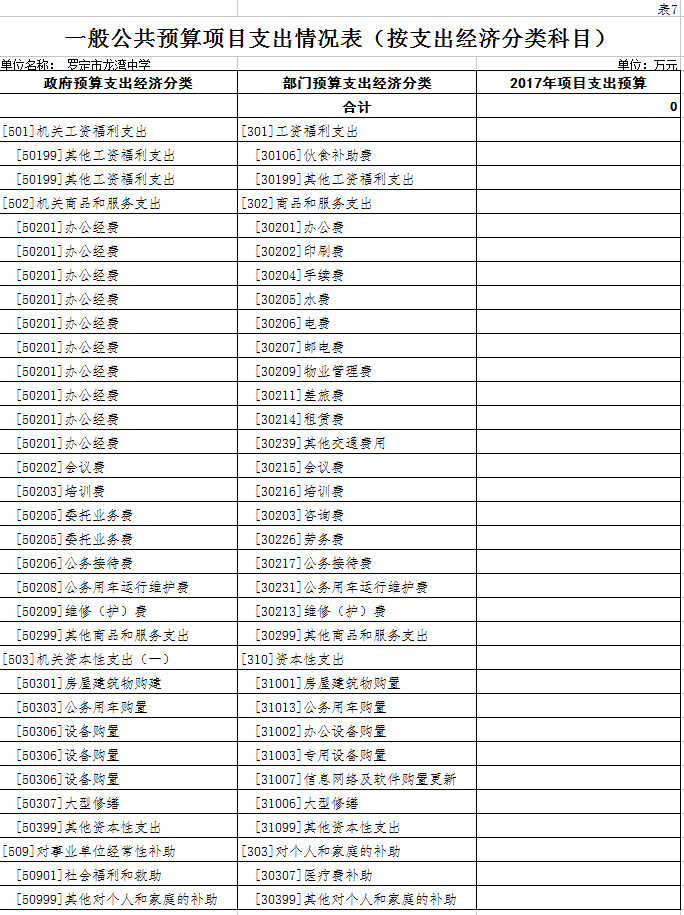 表7
一般公共预算项目支出情况表（按支出经济分类科目）
单位名称： 罗定市龙湾中学 单位：万元
政府预算支出经济分类 部门预算支出经济分类 2017年项目支出预算
合计 0
[501]机关工资福利支出 [301]工资福利支出
[50199]其他工资福利支出 [30106]伙食补助费
[50199]其他工资福利支出 [30199]其他工资福利支出
[502]机关商品和服务支出 [302]商品和服务支出
[50201]办公经费 [30201]办公费
[50201]办公经费 [30202]印刷费
[50201]办公经费 [30204]手续费
[50201]办公经费 [30205]水费
[50201]办公经费 [30206]电费
[50201]办公经费 [30207]邮电费
[50201]办公经费 [30209]物业管理费
[50201]办公经费 [30211]差旅费
[50201]办公经费 [30214]租赁费
[50201]办公经费 [30239]其他交通费用
[50202]会议费 [30215]会议费
[50203]培训费 [30216]培训费
[50205]委托业务费 [30203]咨询费
[50205]委托业务费 [30226]劳务费
[50206]公务接待费 [30217]公务接待费
[50208]公务用车运行维护费 [30231]公务用车运行维护费
[50209]维修（护）费 [30213]维修（护）费
[50299]其他商品和服务支出 [30299]其他商品和服务支出
[503]机关资本性支出（一） [310]资本性支出
[50301]房屋建筑物购建 [31001]房屋建筑物购置
[50303]公务用车购置 [31013]公务用车购置
[50306]设备购置 [31002]办公设备购置
[50306]设备购置 [31003]专用设备购置
[50306]设备购置 [31007]信息网络及软件购置更新
[50307]大型修缮 [31006]大型修缮
[50399]其他资本性支出 [31099]其他资本性支出
[509]对事业单位经常性补助 [303]对个人和家庭的补助
[50901]社会福利和救助 [30307]医疗费补助
[50999]其他对个人和家庭的补助 [30399]其他对个人和家庭的补助